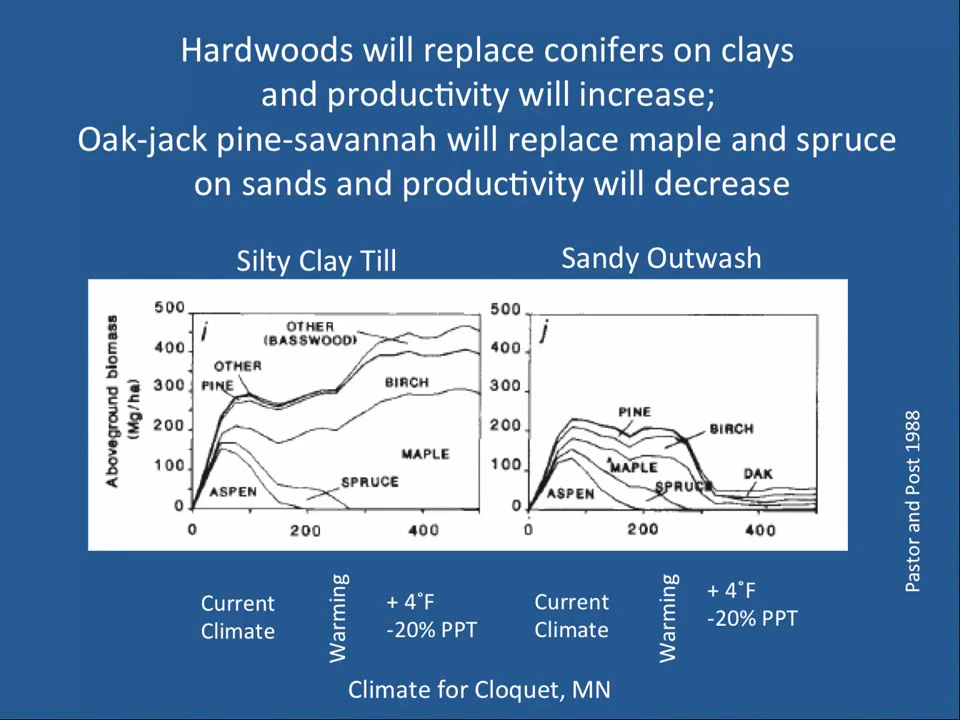 Hardwoods will replace conifers on clays
and productivity will increase;
Oak-jack pine-savannah will replace maple and spruce
on sands and productivity will decrease
Silty Clay Till
Sandy Outwash
Aboveground biomass
(Mg/ha)
500
400
300
200
100
0
i
OTHER
(BASSWOOD)
OTHER
PINE
BIRCH
MAPLE
SPRUCE
ASPEN
0
200
400
500
400
300
200
100
0
j
PINE
BIRCH
MAPLE
OAK
SPRUCE
ASPEN
0
200
400
Pastor and Post 1988
Current
Climate
Warming
+ 4˚F
-20% PPT
Current
Climate
Warming
+ 4˚F
-20% PPT
Climate for Cloquet, MN